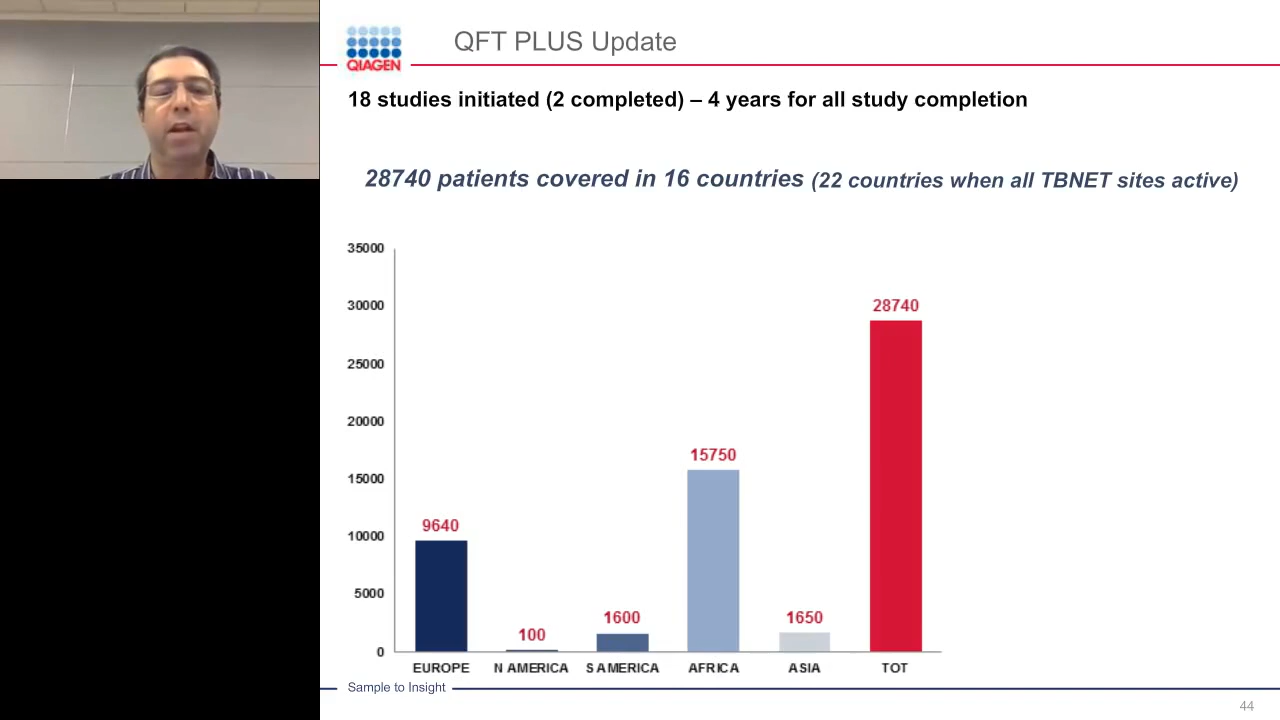 QIAGEN
QFT PLUS Update
18 studies initiated (2 completed) – 4 years for all study completion
28740 patients covered in 16 countries (22 countries when all TBNET sites active)
35000
30000
25000
20000
15000
10000
5000
0
9640
100
1600
15750
1650
28740
EUROPE N AMERICA S AMERICA AFRICA ASIA TOT
Sample to Insight
44